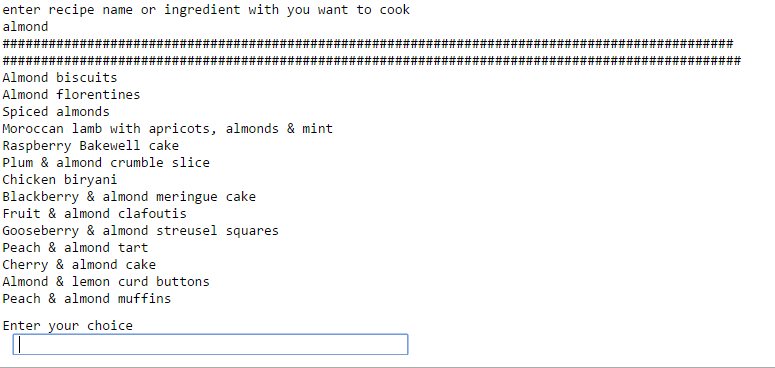 enter recipe name or ingredient with you want to cook
almond
###############################################################################################
################################################################################################
Almond biscuits
Almond florentines
Spiced almonds
Moroccan lamb with apricots, almonds & mint
Raspberry Bakewell cake
Plum & almond crumble slice
Chicken biryani
Blackberry & almond meringue cake
Fruit & almond clafoutis
Gooseberry & almond streusel squares
Peach & almond tart
Cherry & almond cake
Almond & lemon curd buttons
Peach & almond muffins
Enter your choice